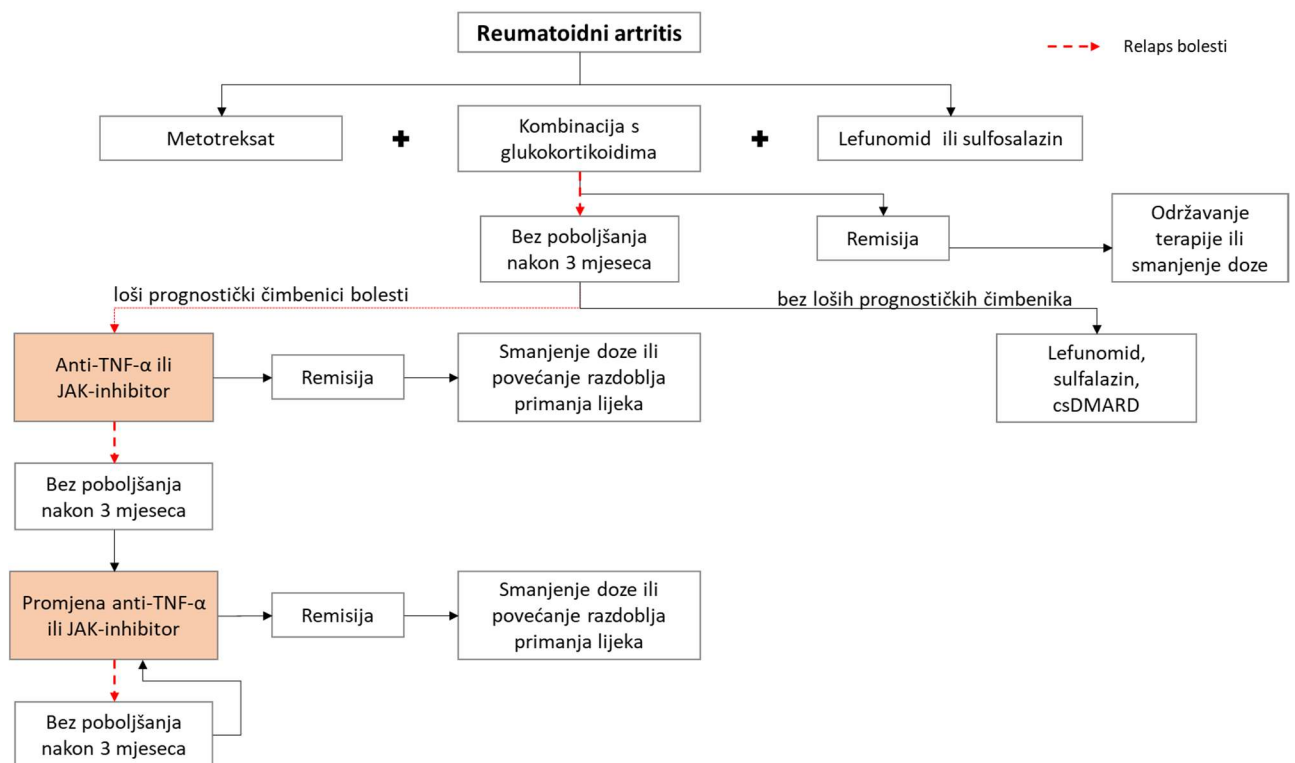 Reumatoidni artritis
Relaps bolesti
Metotreksat
Kombinacija s
glukokortikoidima
Lefunomid ili sulfosalazin
Bez poboljšanja
nakon 3 mjeseca
Remisija
Održavanje
terapije ili
smanjenje doze
loši prognostički čimbenici bolesti
bez loših prognostičkih čimbenika
Anti-TNF-α ili
JAK-inhibitor
Remisija
Smanjenje doze ili
povećanje razdoblja
primanja lijeka
Lefunomid,
sulfalazin,
csDMARD
Bez poboljšanja
nakon 3 mjeseca
Promjena anti-TNF-α
ili JAK-inhibitor
Remisija
Smanjenje doze ili
povećanje razdoblja
primanja lijeka
Bez poboljšanja
nakon 3 mjeseca